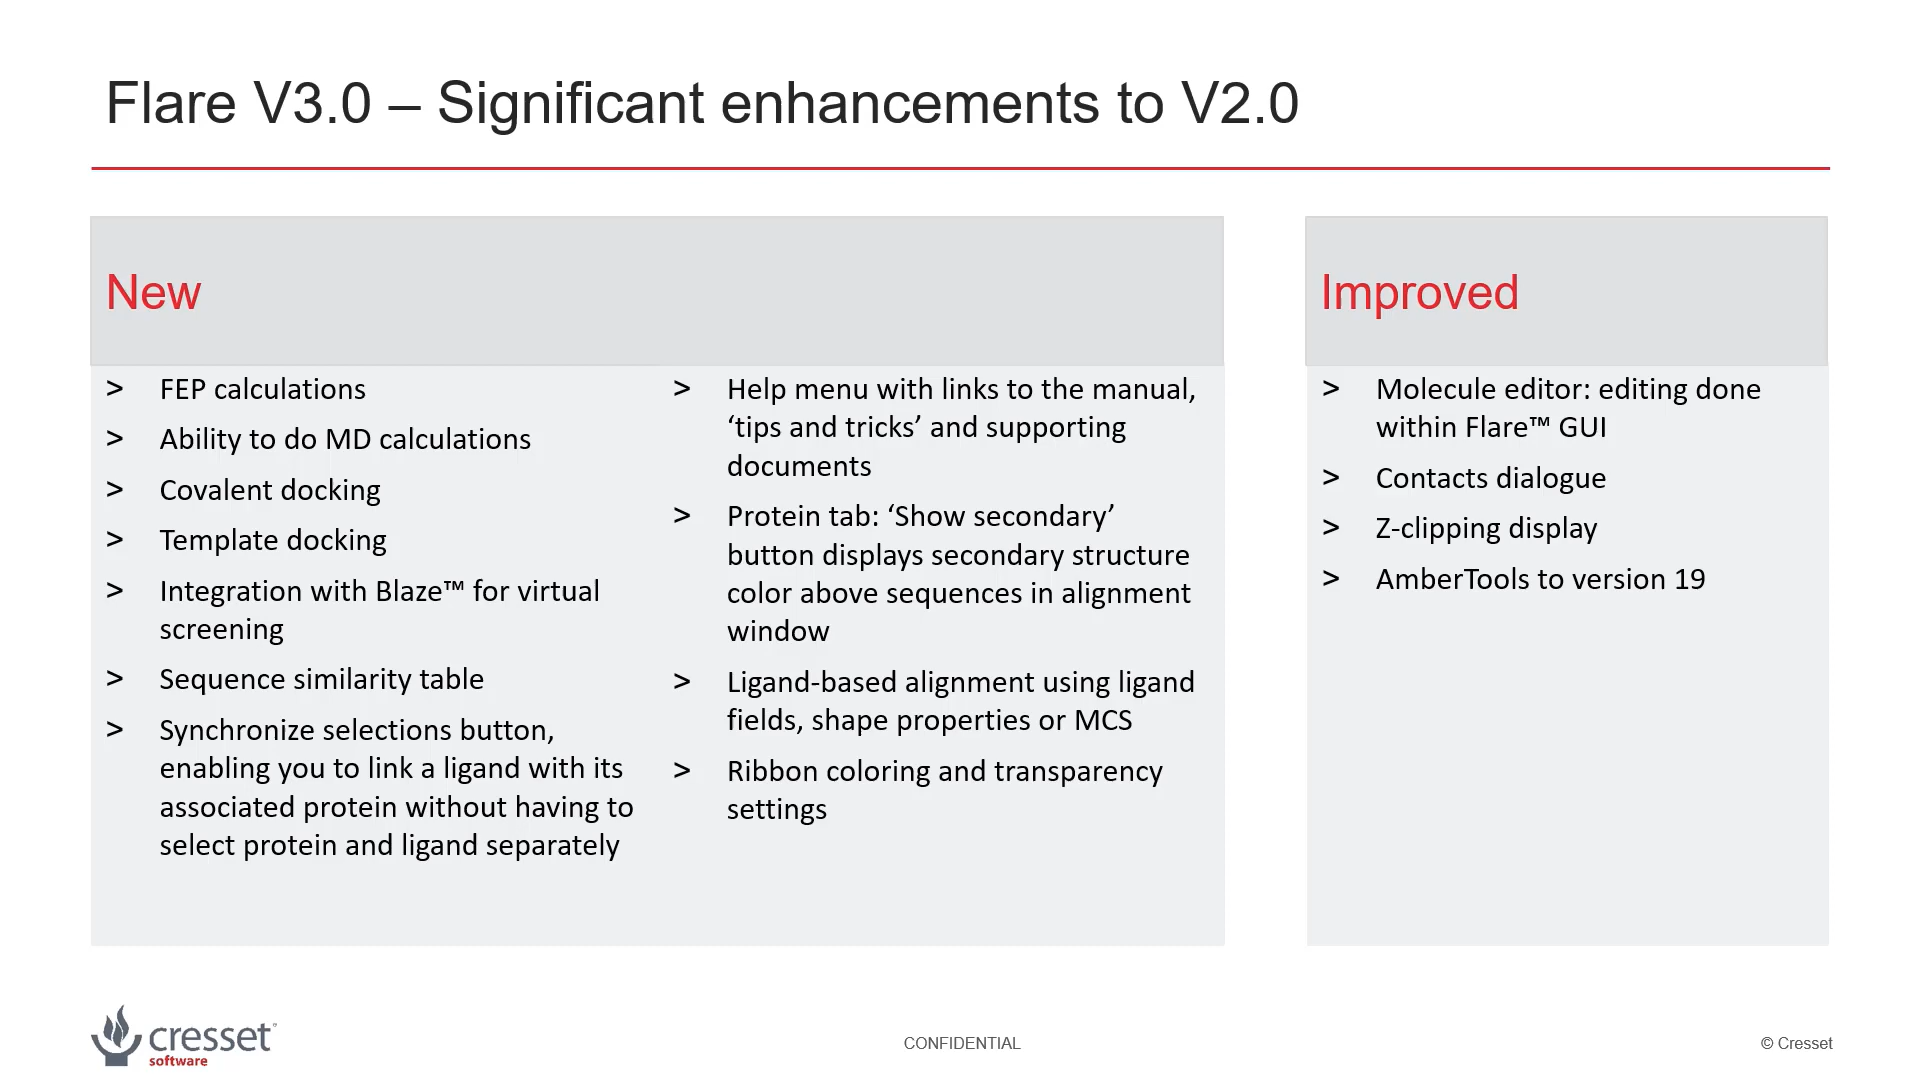 Flare V3.0 – Significant enhancements to V2.0
New
> FEP calculations
> Ability to do MD calculations
> Covalent docking
> Template docking
> Integration with Blaze™ for virtual
screening
> Sequence similarity table
> Synchronize selections button,
enabling you to link a ligand with its
associated protein without having to
select protein and ligand separately
> Help menu with links to the manual,
‘tips and tricks’ and supporting
documents
> Protein tab: ‘Show secondary’
button displays secondary structure
color above sequences in alignment
window
> Ligand-based alignment using ligand
fields, shape properties or MCS
> Ribbon coloring and transparency
settings
Improved
> Molecule editor: editing done
within Flare™ GUI
> Contacts dialogue
> Z-clipping display
> AmberTools to version 19
cresset
software
CONFIDENTIAL
© Cresset